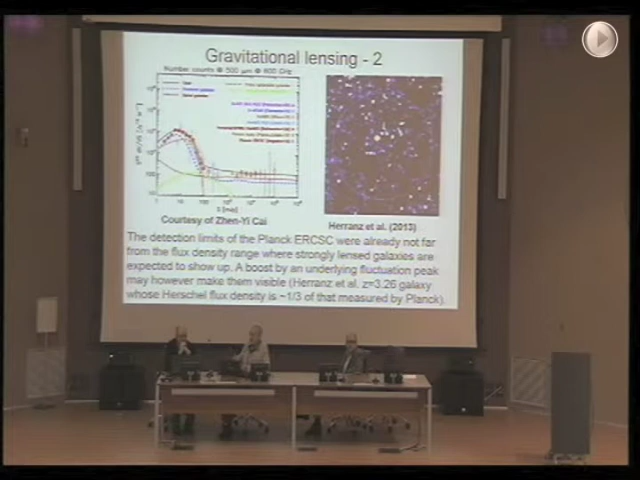 Gravitational lensing - 2
Number counts @ 500 μm @ 600 GHz
S [mJy]
Courtesy of Zhen-Yi Cai
Herranz et al. (2013)
The detection limits of the Planck ERCSC were already not far
from the flux density range where strongly lensed galaxies are
expected to show up. A boost by an underlying fluctuation peak
may however make them visible (Herranz et al. z=3.26 galaxy
whose Herschel flux density is ~1/3 of that measured by Planck).